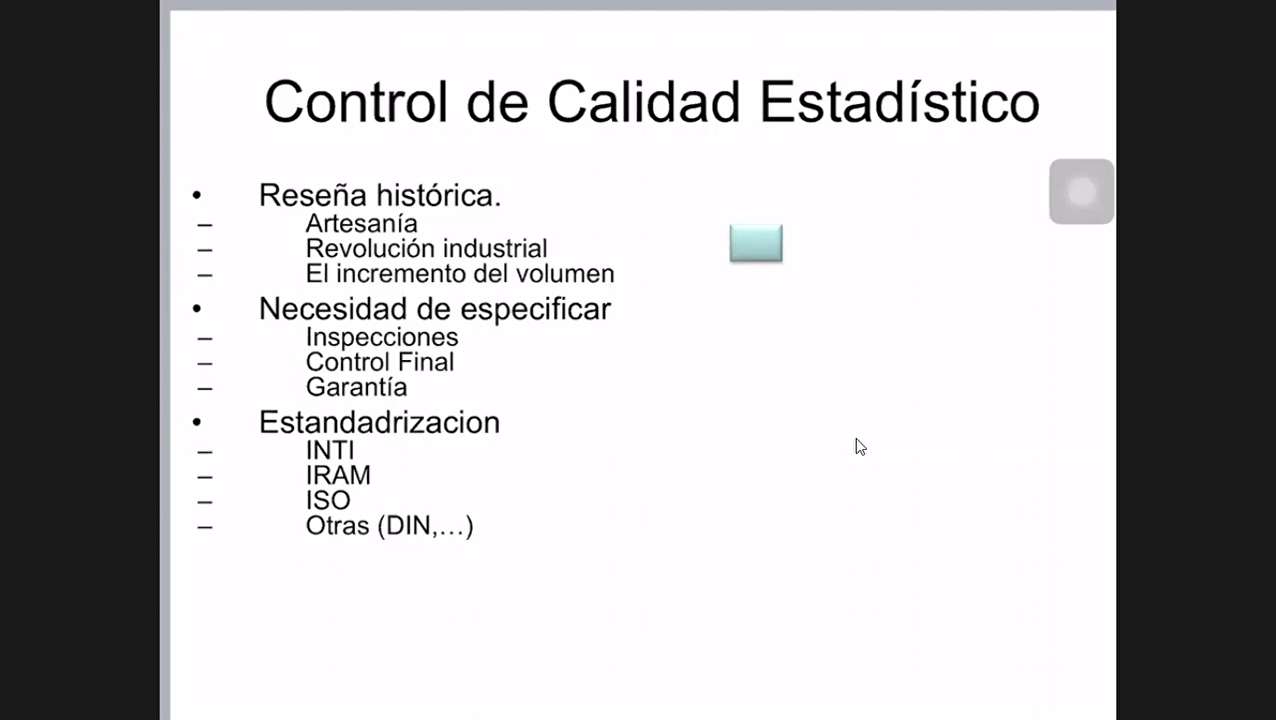 Control de Calidad Estadístico
• Reseña histórica.
– Artesanía
– Revolución industrial
– El incremento del volumen
• Necesidad de especificar
– Inspecciones
– Control Final
– Garantía
• Estandadrizacion
– INTI
– IRAM
– ISO
– Otras (DIN,…)